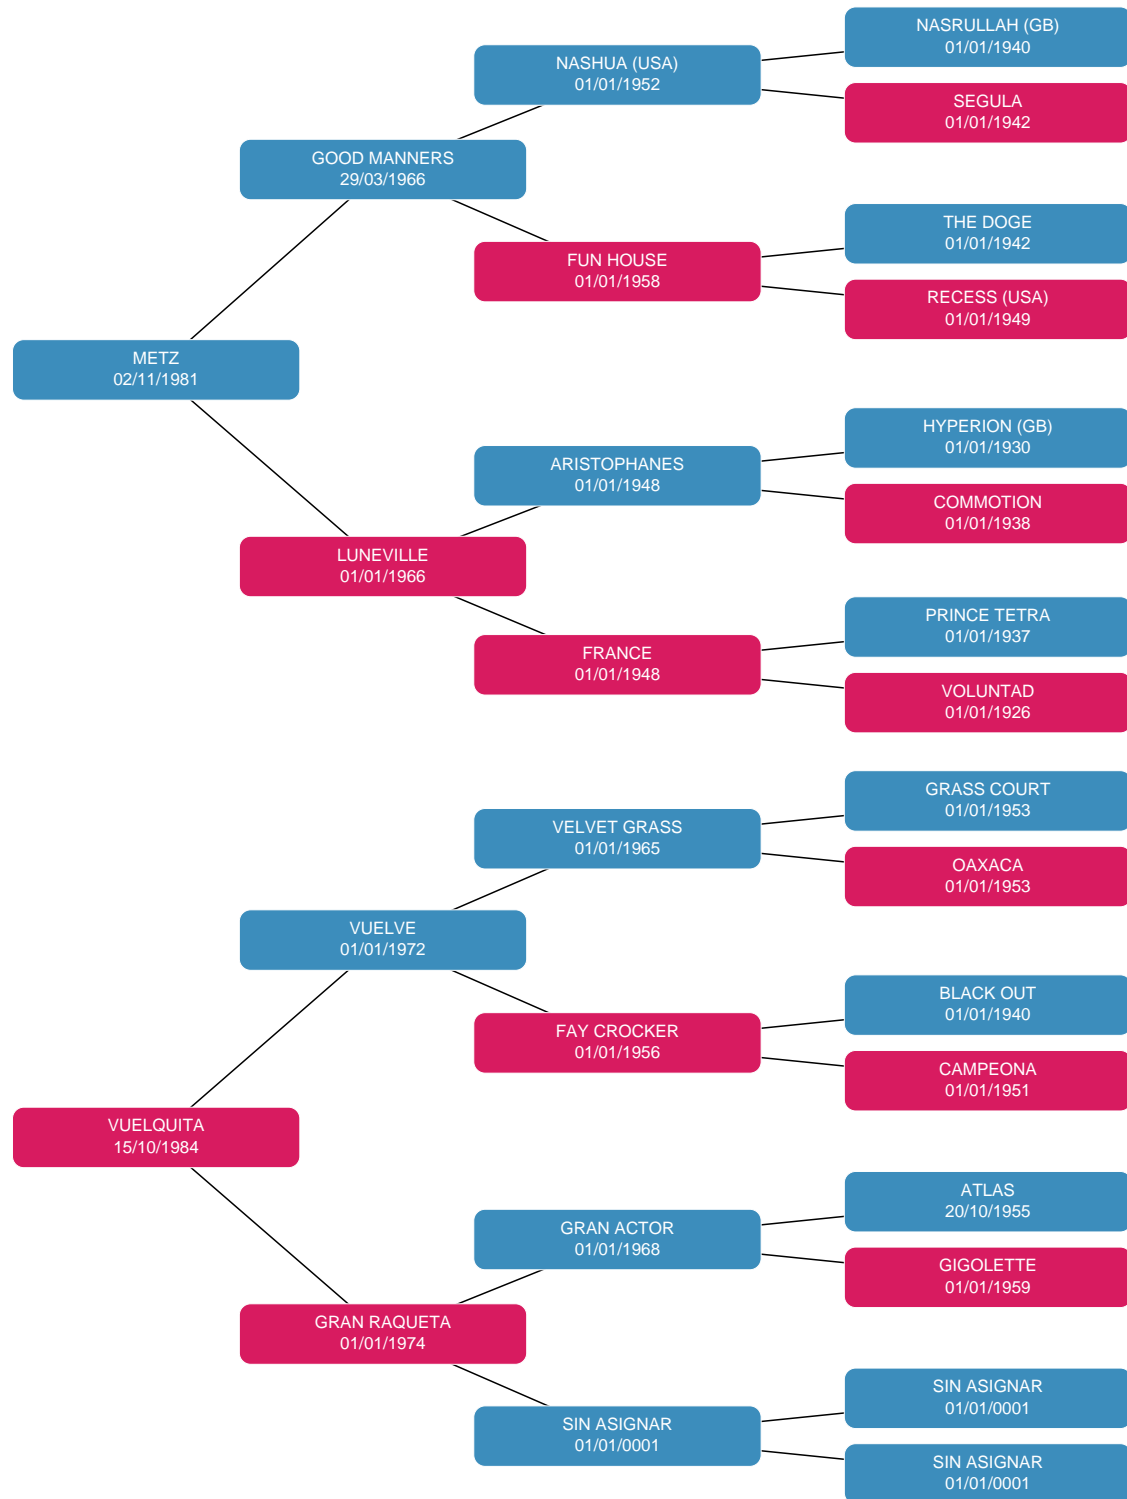 NASRULLAH (GB)
01/01/1940
NASHUA (USA)
01/01/1952
SEGULA
01/01/1942
GOOD MANNERS
29/03/1966
THE DOGE
01/01/1942
FUN HOUSE
01/01/1958
RECESS (USA)
01/01/1949
METZ
02/11/1981
HYPERION (GB)
01/01/1930
ARISTOPHANES
01/01/1948
COMMOTION
01/01/1938
LUNEVILLE
01/01/1966
PRINCE TETRA
01/01/1937
FRANCE
01/01/1948
VOLUNTAD
01/01/1926
GRASS COURT
01/01/1953
VELVET GRASS
01/01/1965
OAXACA
01/01/1953
VUELVE
01/01/1972
BLACK OUT
01/01/1940
FAY CROCKER
01/01/1956
CAMPEONA
01/01/1951
VUELQUITA
15/10/1984
ATLAS
20/10/1955
GRAN ACTOR
01/01/1968
GIGOLETTE
01/01/1959
GRAN RAQUETA
01/01/1974
SIN ASIGNAR
01/01/0001
SIN ASIGNAR
01/01/0001
SIN ASIGNAR
01/01/0001